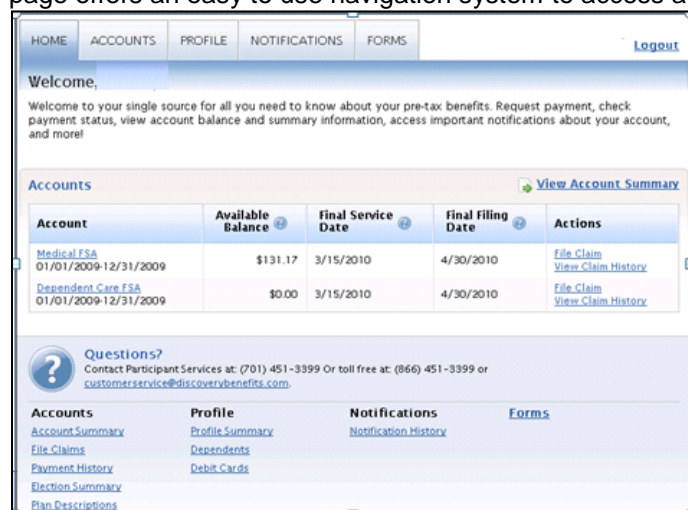 page offers an easy to use navigation system to access a
HOME ACCOUNTS PROFILE NOTIFICATIONS FORMS
Logout
Welcome,
Welcome to your single source for all you need to know about your pre-tax benefits. Request payment, check
payment status, view account balance and summary information, access important notifications about your account,
and more!
Accounts
View Account Summary
Account Available Balance Final Service Date Final Filing Date Actions
Medical FSA
01/01/2009-12/31/2009 $131.17 3/15/2010 4/30/2010 File Claim
View Claim History
Dependent Care FSA
01/01/2009-12/31/2009 $0.00 3/15/2010 4/30/2010 File Claim
View Claim History
Questions?
Contact Participant Services at: (701) 451-3399 Or toll free at: (866) 451-3399 or
customerservice@discoverybenefits.com.
Accounts Profile Notifications Forms
Account Summary Profile Summary Notification History
File Claims Dependents
Payment History Debit Cards
Election Summary
Plan Descriptions